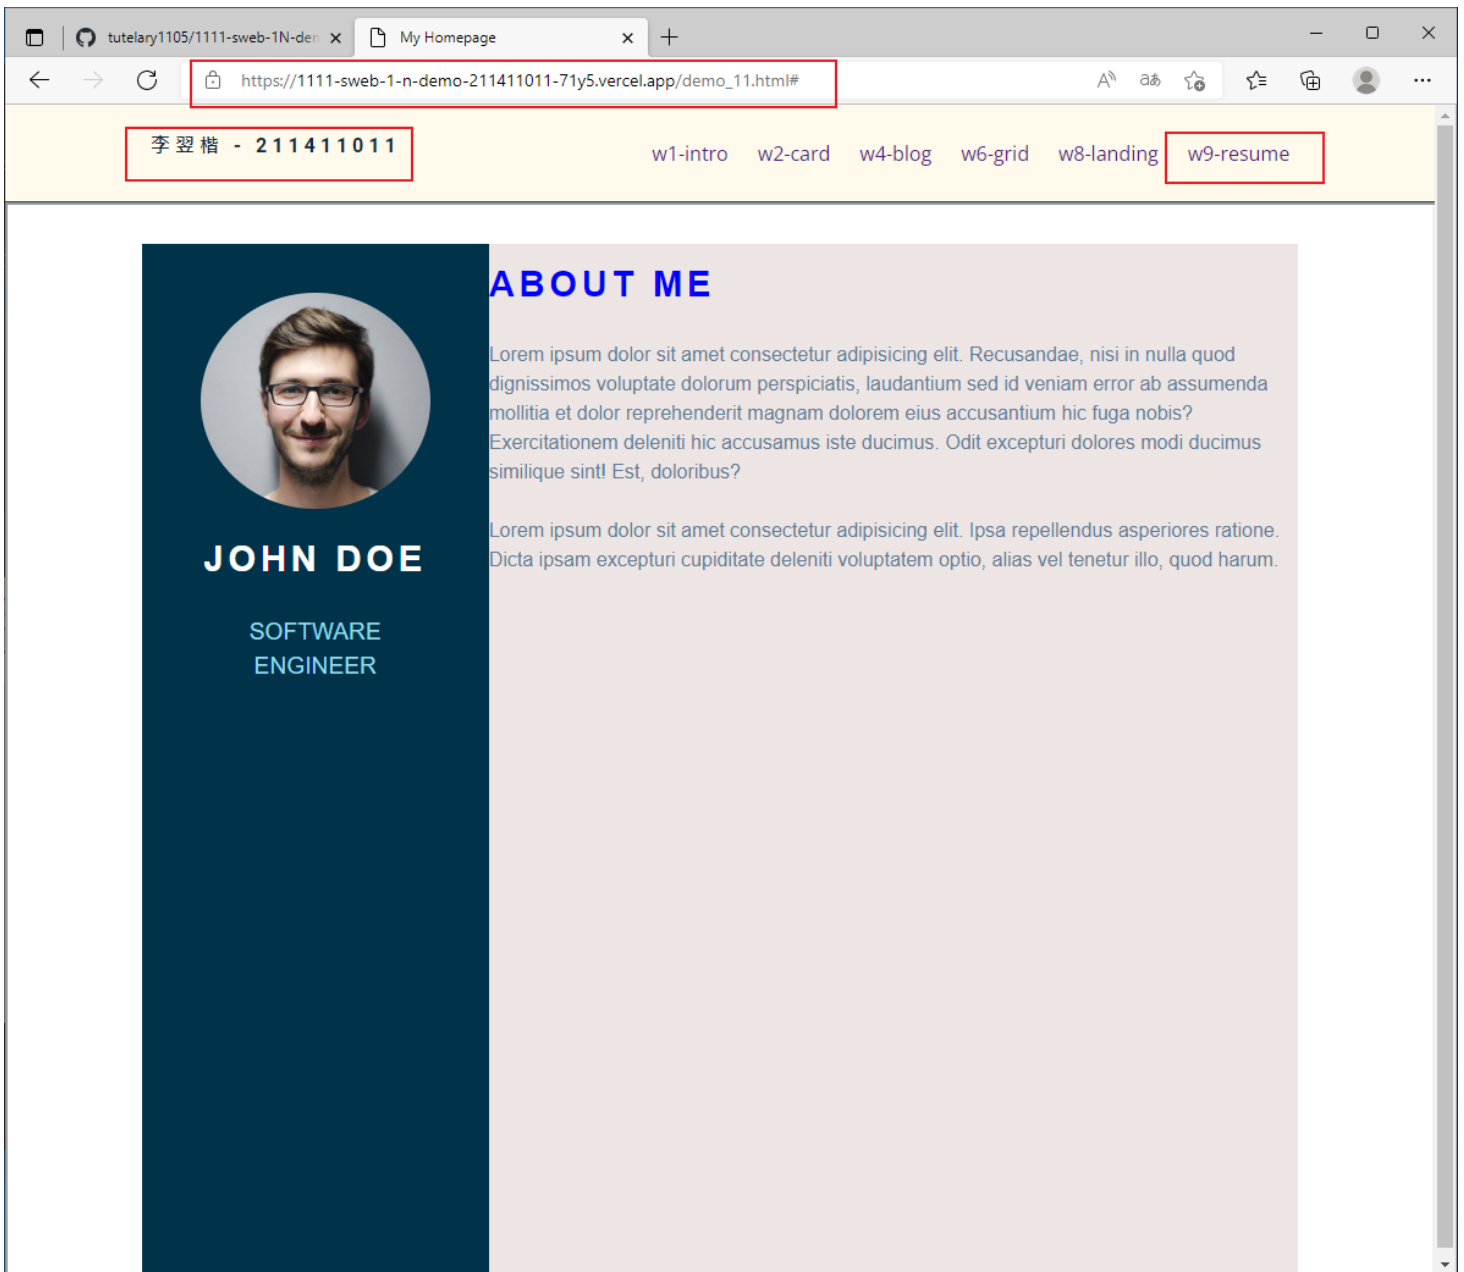 tutelary1105/1111-sweb-1N-den
My Homepage
https://1111-sweb-1-n-demo-211411011-71y5.vercel.app/demo_11.html#
李翌楷 - 211411011
w1-intro w2-card w4-blog w6-grid w8-landing w9-resume
ABOUT ME
Lorem ipsum dolor sit amet consectetur adipisicing elit. Recusandae, nisi in nulla quod
dignissimos voluptate dolorum perspiciatis, laudantium sed id veniam error ab assumenda
mollitia et dolor reprehenderit magnam dolorem eius accusantium hic fuga nobis?
Exercitationem deleniti hic accusamus iste ducimus. Odit excepturi dolores modi ducimus
similique sint! Est, doloribus?
Lorem ipsum dolor sit amet consectetur adipisicing elit. Ipsa repellendus asperiores ratione.
Dicta ipsam excepturi cupiditate deleniti voluptatem optio, alias vel tenetur illo, quod harum.
JOHN DOE
SOFTWARE
ENGINEER